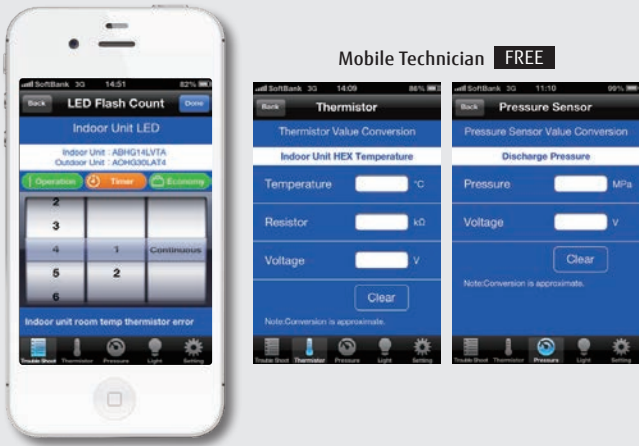 Mobile Technician FREE
SoftBank 3G 14:51 82%
Back LED Flash Count Done
Indoor Unit LED
Indoor Unit : ABHG14LVTA
Outdoor Unit : AOHG30LAT4
Operation Timer Economy
2
3
4 1 Continuous
5 2
6
Indoor unit room temp thermistor error
Trouble Shoot Thermistor Pressure Light Setting
SoftBank 3G 14:09 86%
Back Thermistor
Thermistor Value Conversion
Indoor Unit HEX Temperature
Temperature °C
Resistor kΩ
Voltage V
Clear
Note:Conversion is approximate.
Trouble Shoot Thermistor Pressure Light Setting
SoftBank 3G 11:10 99%
Back Pressure Sensor
Pressure Sensor Value Conversion
Discharge Pressure
Pressure MPa
Voltage V
Clear
Note:Conversion is approximate.
Trouble Shoot Thermistor Pressure Light Setting